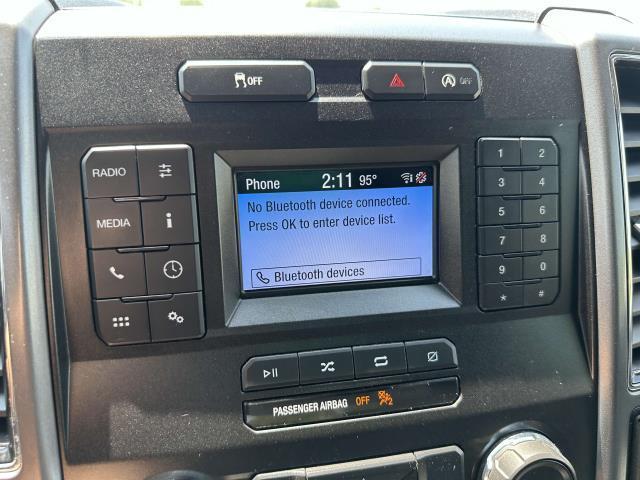 OFF
OFF
RADIO
MEDIA
Phone 2:11 95°
No Bluetooth device connected.
Press OK to enter device list.
Bluetooth devices
1 2
3 4
5 6
7 8
9 0
* #
PASSENGER AIRBAG OFF 2